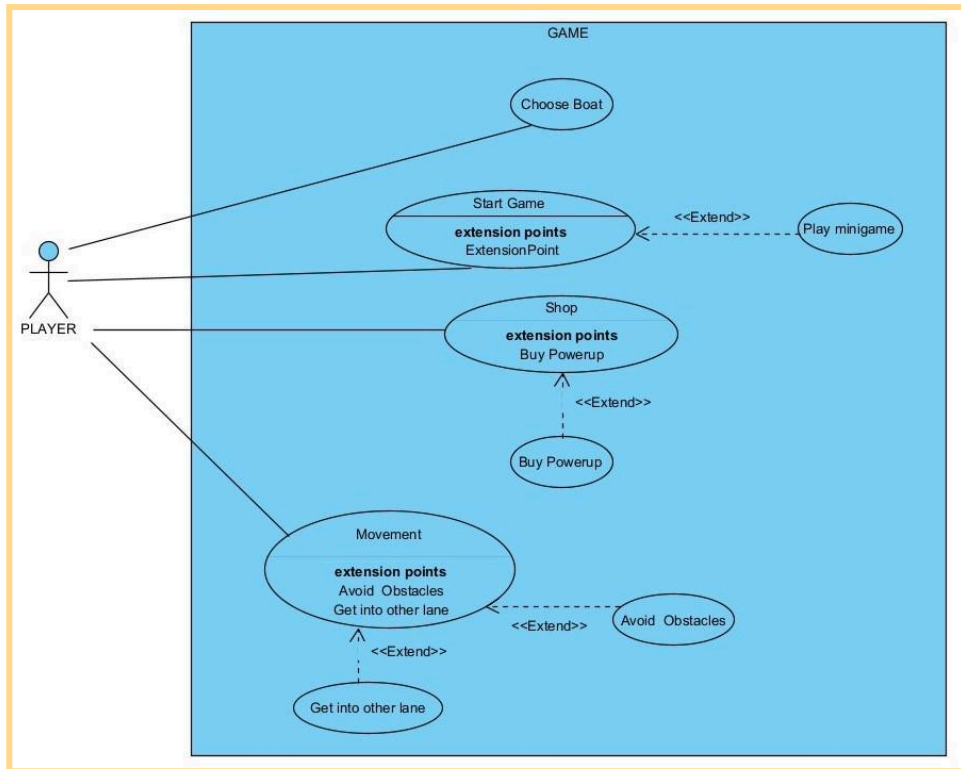 GAME
Choose Boat
Start Game
extension points
ExtensionPoint
<<Extend>>
Play minigame
PLAYER
Shop
extension points
Buy Powerup
<<Extend>>
Buy Powerup
Movement
extension points
Avoid Obstacles
Get into other lane
<<Extend>>
Avoid Obstacles
<<Extend>>
Get into other lane